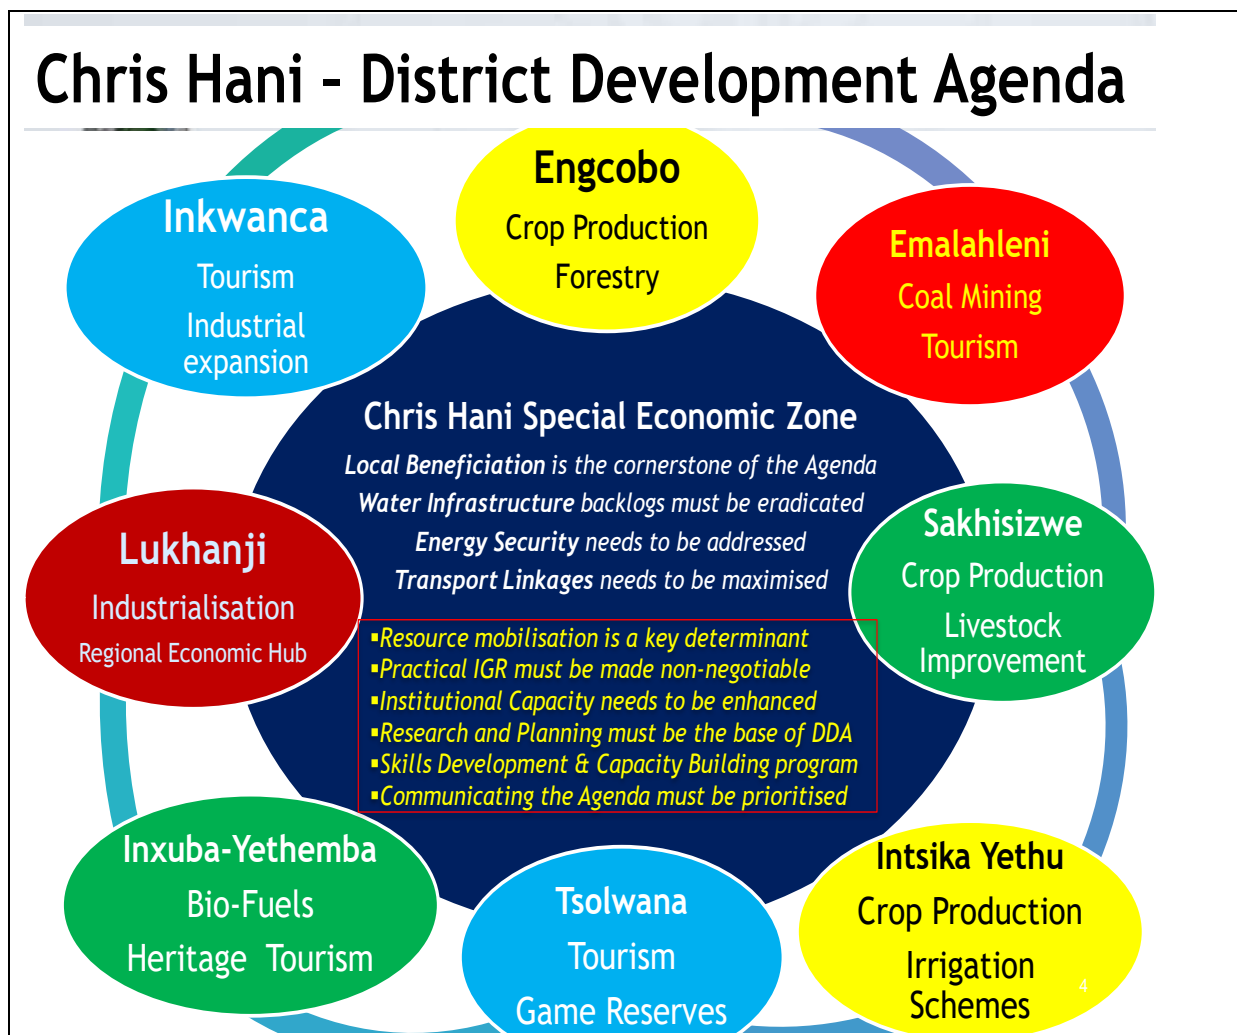 Chris Hani – District Development Agenda
Engcobo
Crop Production
Forestry
Inkwanca
Tourism
Industrial
expansion
Emalahleni
Coal Mining
Tourism
Chris Hani Special Economic Zone
Local Beneficiation is the cornerstone of the Agenda
Water Infrastructure backlogs must be eradicated
Energy Security needs to be addressed
Transport Linkages needs to be maximised
Lukhanji
Industrialisation
Regional Economic Hub
Sakhisizwe
Crop Production
Livestock
Improvement
▪Resource mobilisation is a key determinant
▪Practical IGR must be made non-negotiable
▪Institutional Capacity needs to be enhanced
▪Research and Planning must be the base of DDA
▪Skills Development & Capacity Building program
▪Communicating the Agenda must be prioritised
Inxuba-Yethemba
Bio-Fuels
Heritage Tourism
Tsolwana
Tourism
Game Reserves
Intsika Yethu
Crop Production
Irrigation
Schemes
4